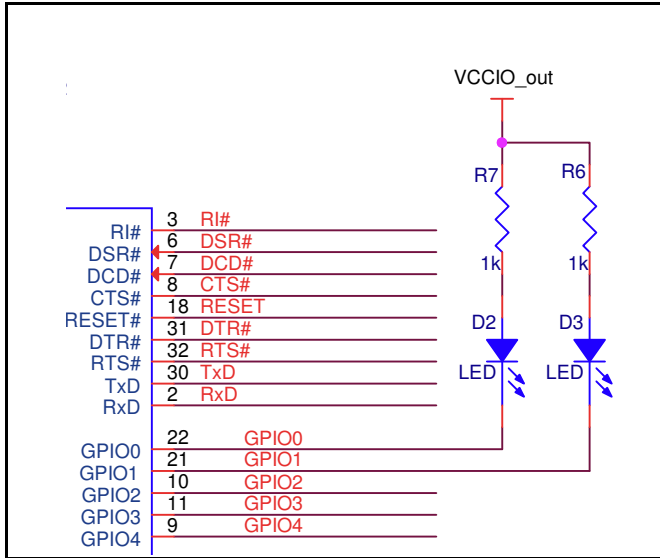 VCCIO_out
R7 R6
1k 1k
D2 D3
LED LED
RI# 3 RI#
DSR# 6 DSR#
DCD# 7 DCD#
CTS# 8 CTS#
RESET# 18 RESET
DTR# 31 DTR#
RTS# 32 RTS#
TxD 30 TxD
RxD 2 RxD
GPIO0 22 GPIO0
GPIO1 21 GPIO1
GPIO2 10 GPIO2
GPIO3 11 GPIO3
GPIO4 9 GPIO4